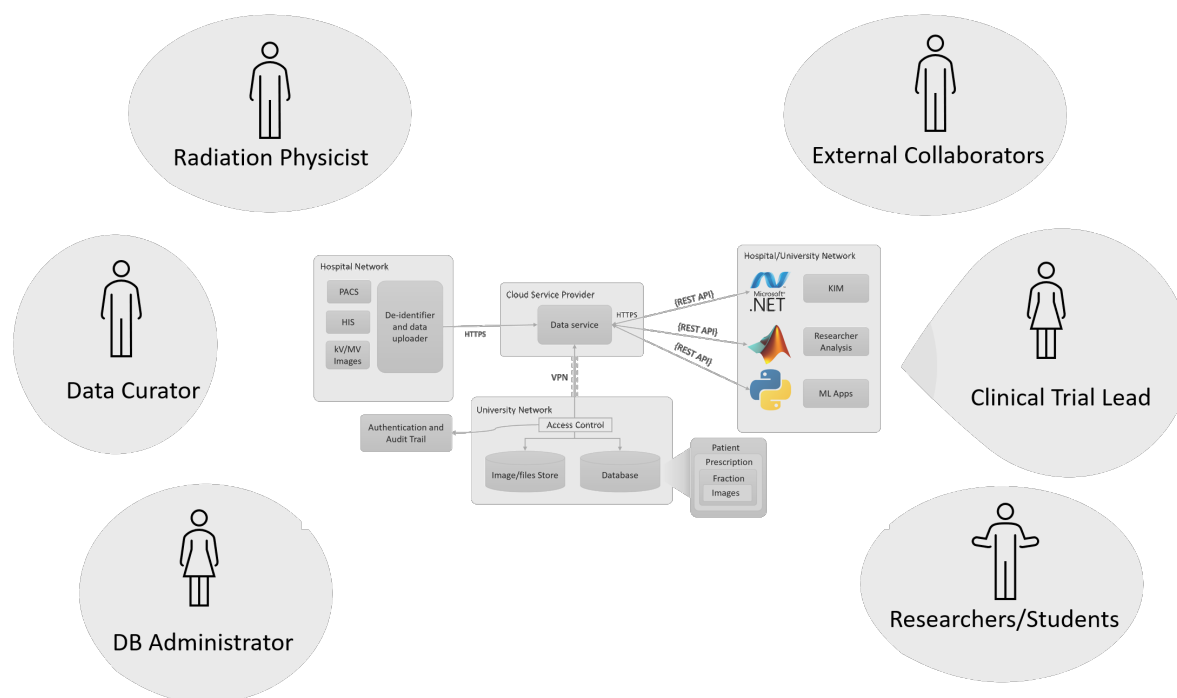 Radiation Physicist
External Collaborators
Data Curator
Clinical Trial Lead
DB Administrator
Researchers/Students
Hospital Network
PACS
HIS
kV/MV
Images
De-identifier
and data
uploader
HTTPS
Cloud Service Provider
Data service
HTTPS
{REST API}
{REST API}
{REST API}
Hospital/University Network
Microsoft®
.NET
KIM
Researcher
Analysis
ML Apps
VPN
University Network
Access Control
Authentication and
Audit Trail
Image/files Store
Database
Patient
Prescription
Fraction
Images